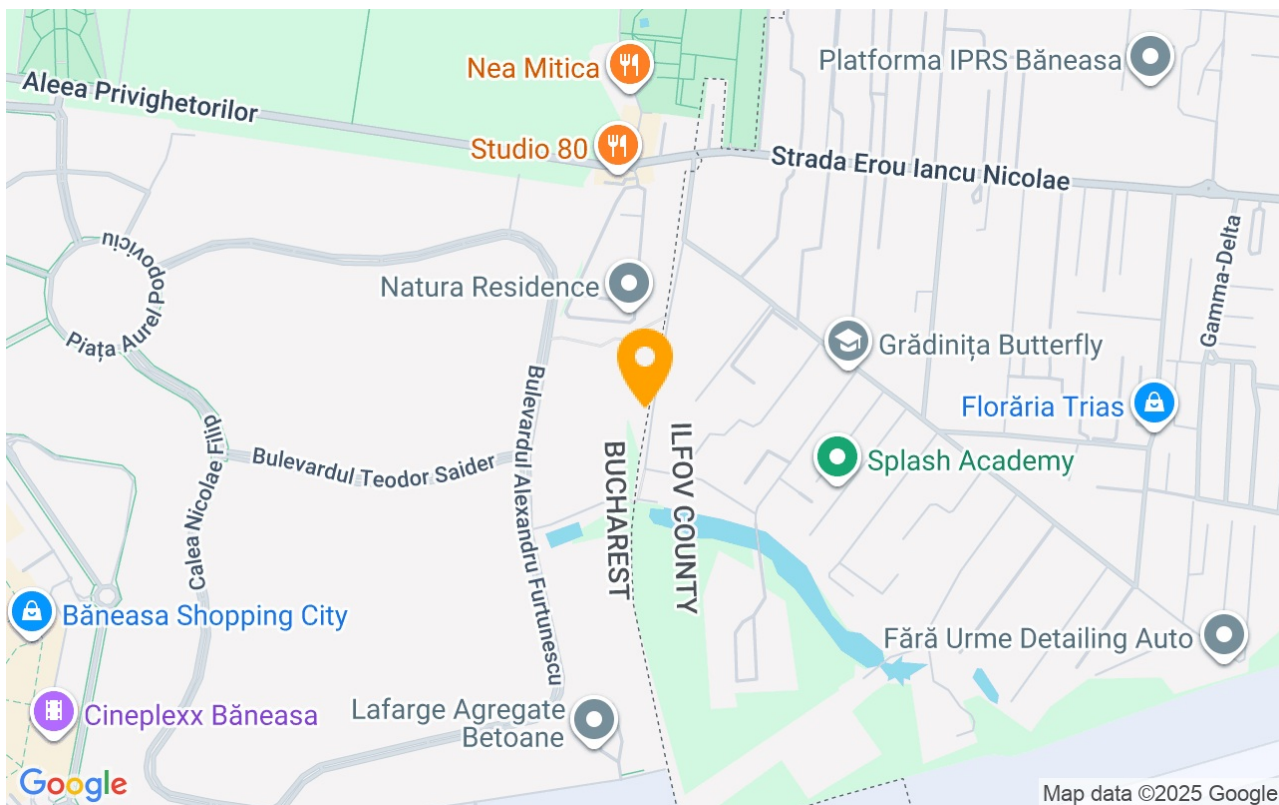 Nea Mitica
Platforma IPRS Băneasa
Aleea Privighetorilor
Studio 80
Strada Erou Iancu Nicolae
Piața Aurel Popoviciu
Gamma-Delta
Natura Residence
Grădinița Butterfly
Florăria Trias
Bulevardul Alexandru Furtunescu
Calea Nicolae Filip
Bulevardul Teodor Saider
BUCHAREST
ILFOV COUNTY
Splash Academy
Băneasa Shopping City
Fără Urme Detailing Auto
Cineplexx Băneasa
Lafarge Agregate
Betoane
Google
Map data ©2025 Google